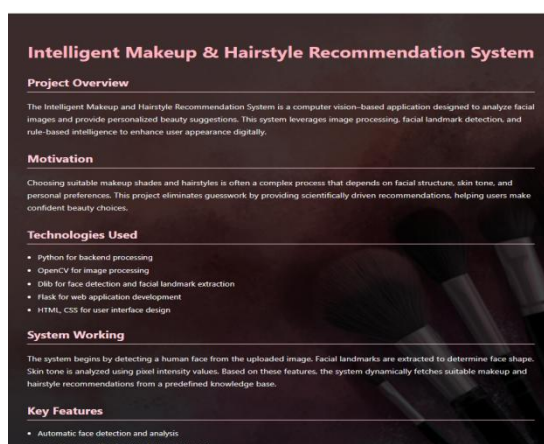 Intelligent Makeup & Hairstyle Recommendation System
Project Overview
The Intelligent Makeup and Hairstyle Recommendation System is a computer vision–based application designed to analyze facial
images and provide personalized beauty suggestions. This system leverages image processing, facial landmark detection, and
rule-based intelligence to enhance user appearance digitally.
Motivation
Choosing suitable makeup shades and hairstyles is often a complex process that depends on facial structure, skin tone, and
personal preferences. This project eliminates guesswork by providing scientifically driven recommendations, helping users make
confident beauty choices.
Technologies Used
• Python for backend processing
• OpenCV for image processing
• Dlib for face detection and facial landmark extraction
• Flask for web application development
• HTML, CSS for user interface design
System Working
The system begins by detecting a human face from the uploaded image. Facial landmarks are extracted to determine face shape.
Skin tone is analyzed using pixel intensity values. Based on these features, the system dynamically fetches suitable makeup and
hairstyle recommendations from a predefined knowledge base.
Key Features
• Automatic face detection and analysis